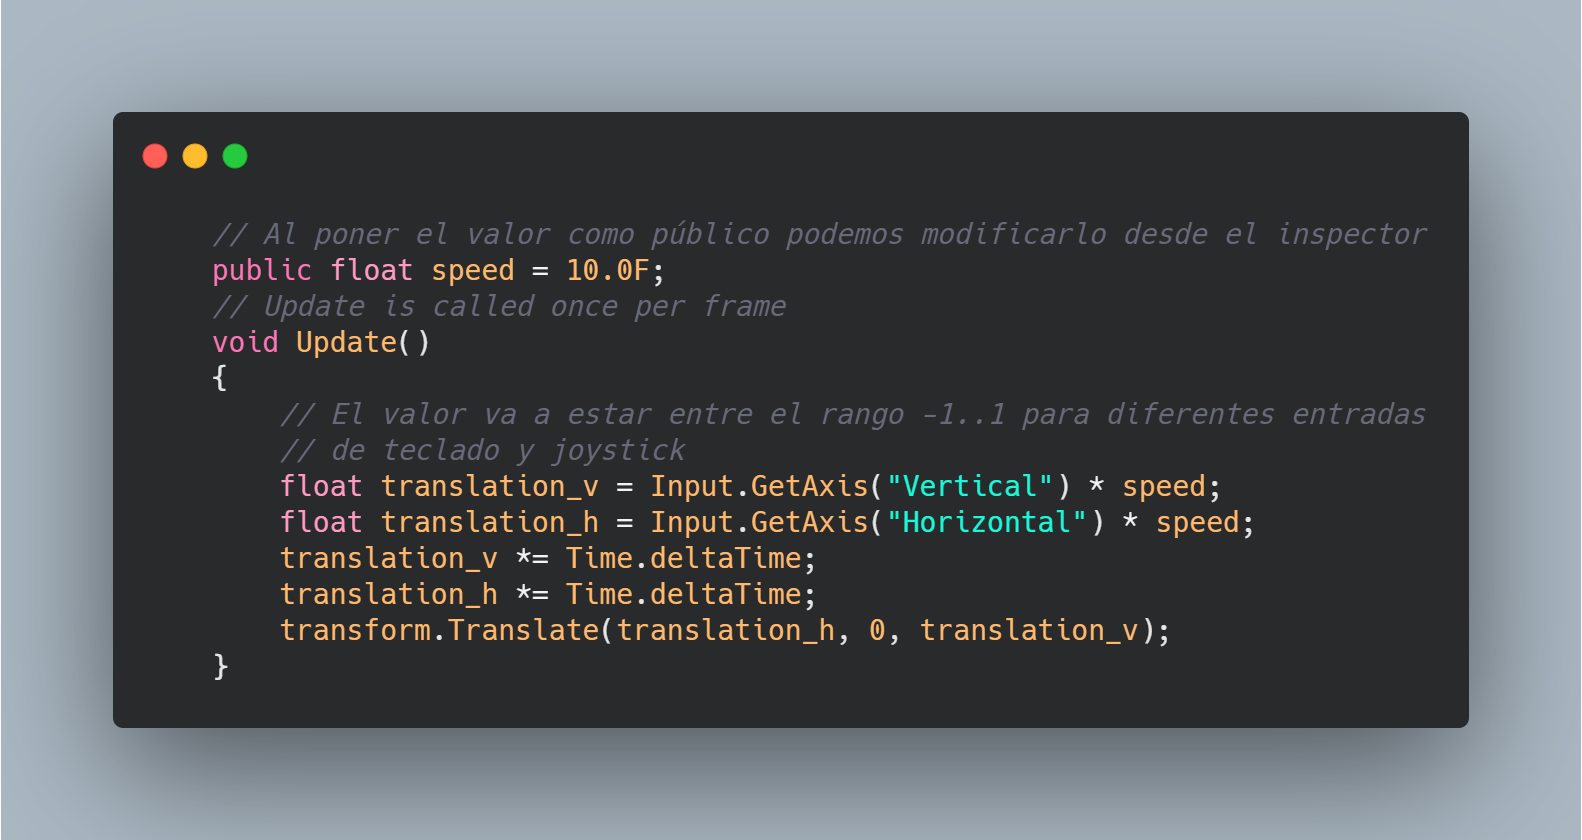 // Al poner el valor como público podemos modificarlo desde el inspector
public float speed = 10.0F;
// Update is called once per frame
void Update()
{
// El valor va a estar entre el rango -1..1 para diferentes entradas
// de teclado y joystick
float translation_v = Input.GetAxis("Vertical") * speed;
float translation_h = Input.GetAxis("Horizontal") * speed;
translation_v *= Time.deltaTime;
translation_h *= Time.deltaTime;
transform.Translate(translation_h, 0, translation_v);
}